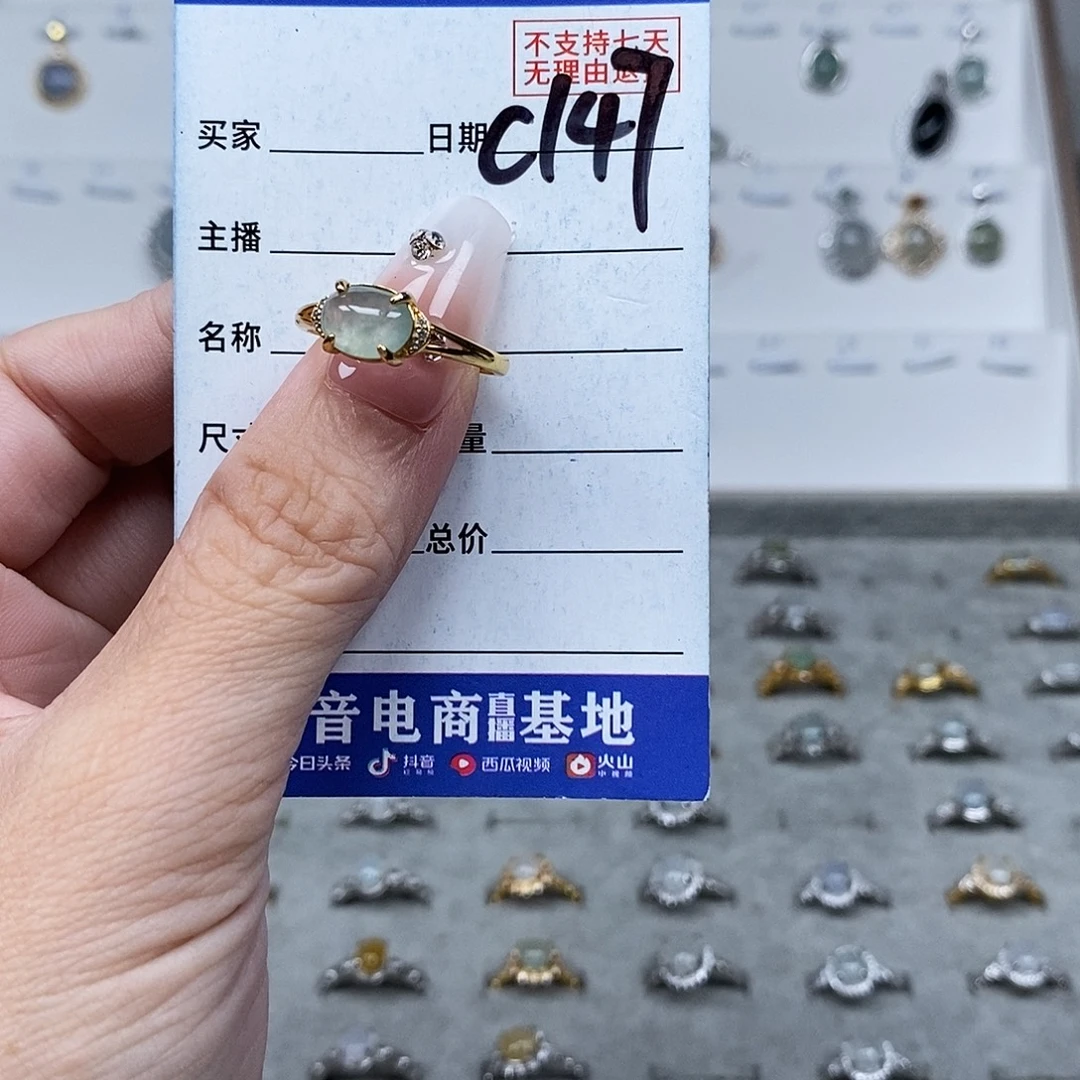 不支持七天
无理由退
c147
买家 日期
主播
名称
尺 量
总价
音电商直播基地
今日头条 抖音 西瓜视频 火山